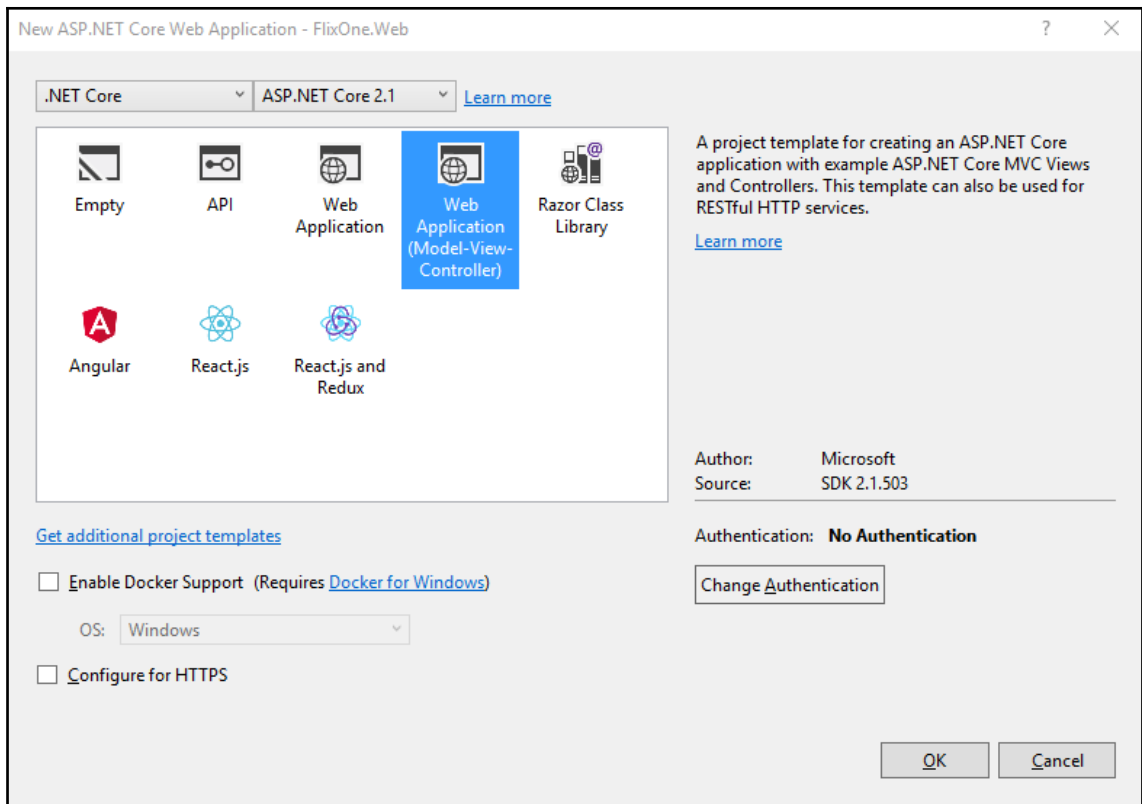 New ASP.NET Core Web Application - FlixOne.Web
?
.NET Core
ASP.NET Core 2.1
Learn more
Empty
API
Web
Application
Web
Application
(Model-View-
Controller)
Razor Class
Library
Angular
React.js
React.js and
Redux
A project template for creating an ASP.NET Core
application with example ASP.NET Core MVC Views
and Controllers. This template can also be used for
RESTful HTTP services.
Learn more
Author: Microsoft
Source: SDK 2.1.503
Get additional project templates
Authentication: No Authentication
Enable Docker Support (Requires Docker for Windows)
Change Authentication
OS: Windows
Configure for HTTPS
OK
Cancel